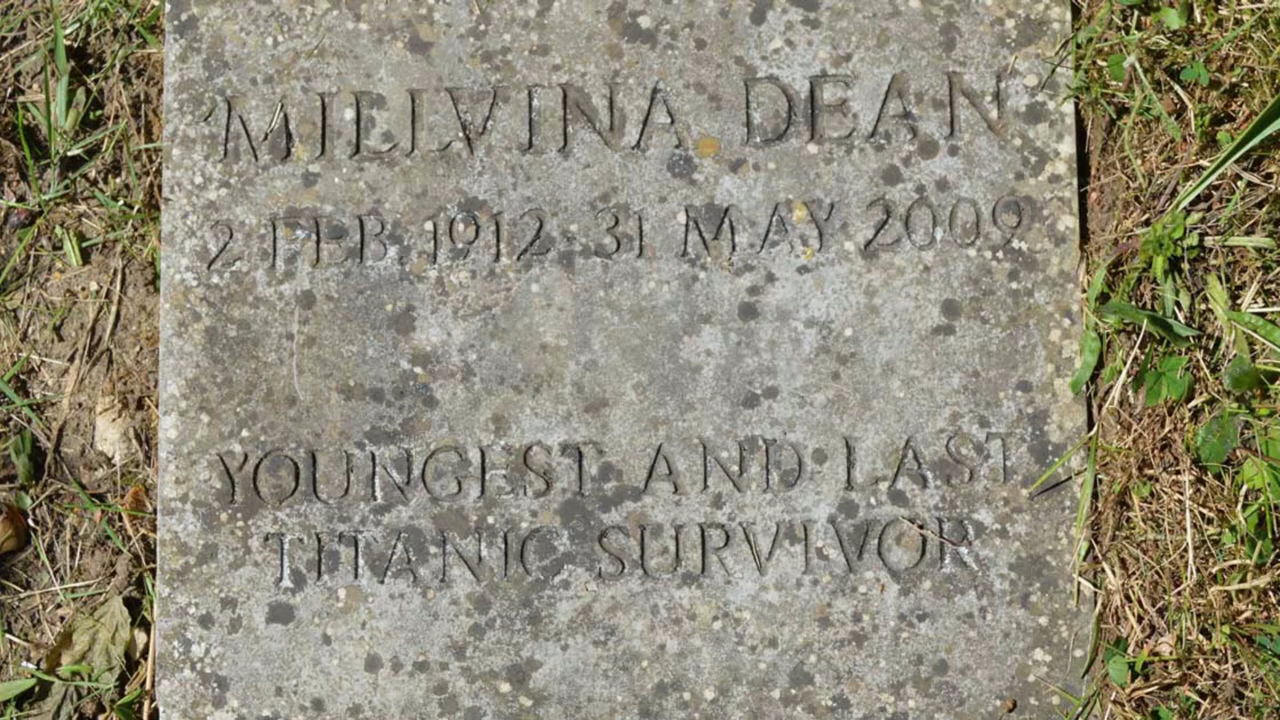 'MILLVINA DEAN
2 FEB. 1912 - 31 MAY 2009
YOUNGEST AND LAST
TITANIC SURVIVOR